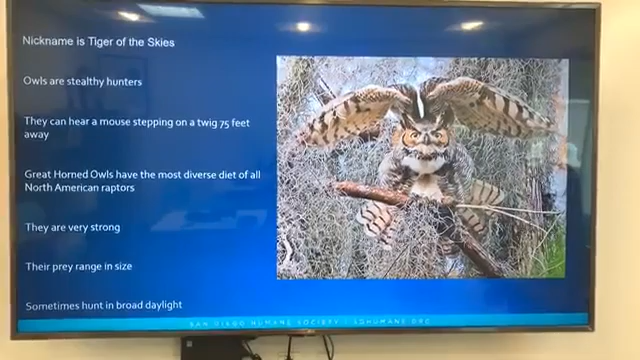 Nickname is Tiger of the Skies
Owls are stealthy hunters
They can hear a mouse stepping on a twig 75 feet
away
Great Horned Owls have the most diverse diet of all
North American raptors
They are very strong
Their prey range in size
Sometimes hunt in broad daylight
SAN DIEGO HUMANE SOCIETY | SDHUMANE.ORG